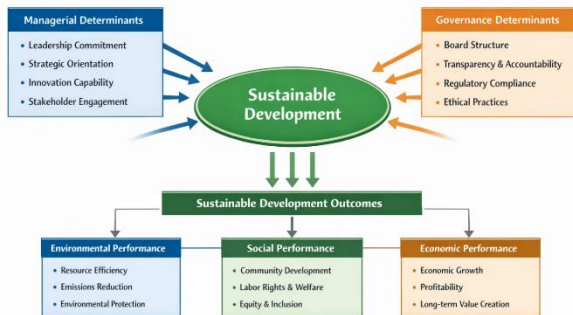 Managerial Determinants
• Leadership Commitment
• Strategic Orientation
• Innovation Capability
• Stakeholder Engagement
Governance Determinants
• Board Structure
• Transparency & Accountability
• Regulatory Compliance
• Ethical Practices
Sustainable
Development
Sustainable Development Outcomes
Environmental Performance
• Resource Efficiency
• Emissions Reduction
• Environmental Protection
Social Performance
• Community Development
• Labor Rights & Welfare
• Equity & Inclusion
Economic Performance
• Economic Growth
• Profitability
• Long-term Value Creation